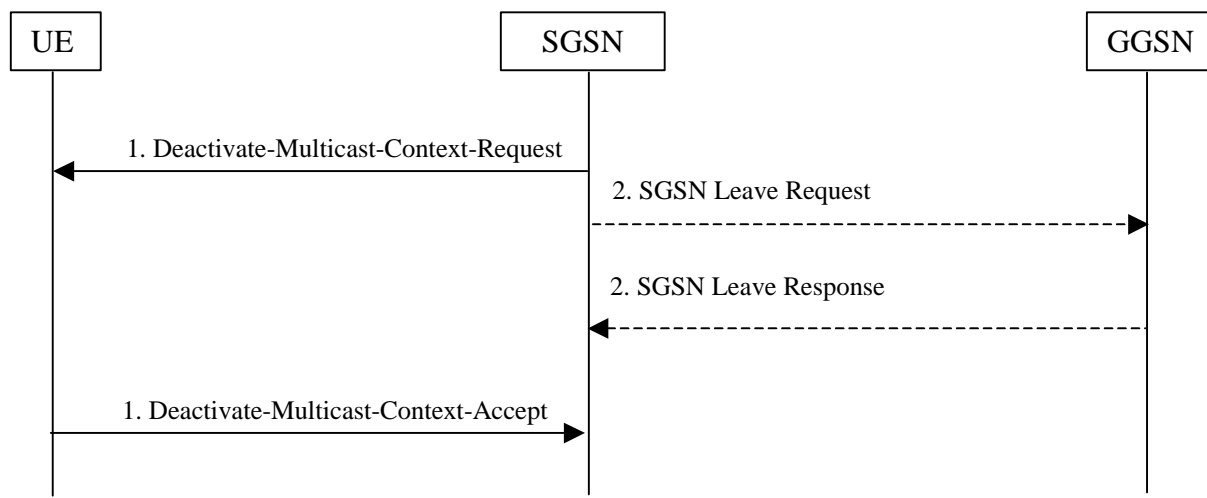 UE
SGSN
GGSN
1. Deactivate-Multicast-Context-Request
2. SGSN Leave Request
2. SGSN Leave Response
1. Deactivate-Multicast-Context-Accept